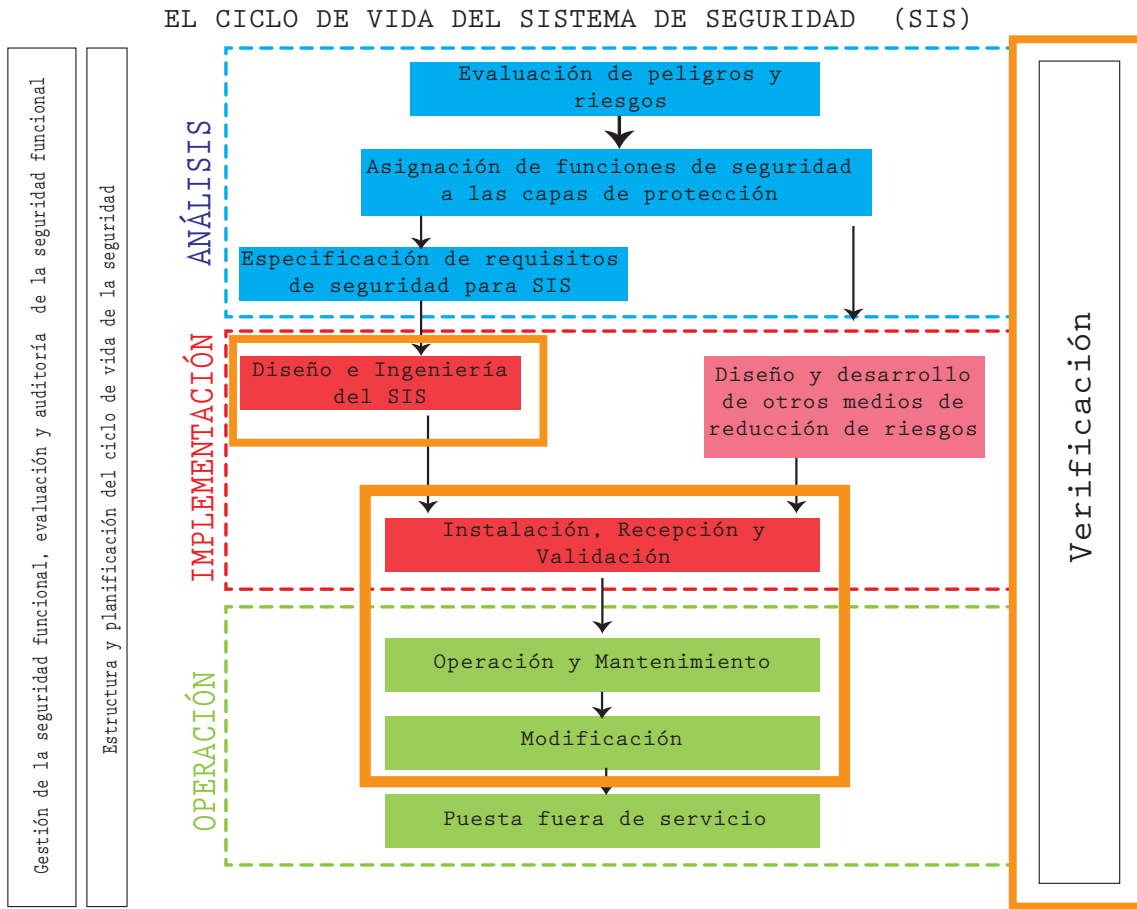 EL CICLO DE VIDA DEL SISTEMA DE SEGURIDAD (SIS)
Gestión de la seguridad funcional, evaluación y auditoría de la seguridad funcional
Estructura y planificación del ciclo de vida de la seguridad
ANÁLISIS
Evaluación de peligros y
riesgos
Asignación de funciones de seguridad
a las capas de protección
Especificación de requisitos
de seguridad para SIS
IMPLEMENTACIÓN
Diseño e Ingeniería
del SIS
Diseño y desarrollo
de otros medios de
reducción de riesgos
Instalación, Recepción y
Validación
OPERACIÓN
Operación y Mantenimiento
Modificación
Puesta fuera de servicio
Verificación